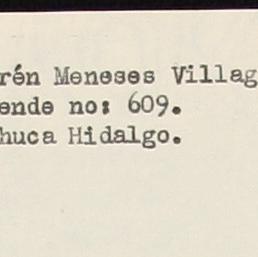 rén Meneses Villag
ende no: 609.
huca Hidalgo.